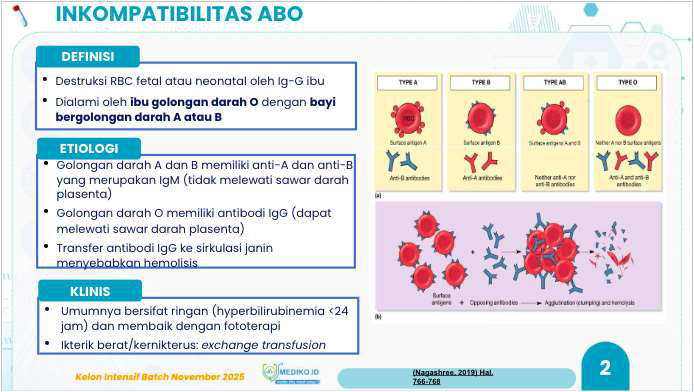 INKOMPATIBILITAS ABO
DEFINISI
• Destruksi RBC fetal atau neonatal oleh Ig-G ibu
• Dialami oleh ibu golongan darah O dengan bayi
bergolongan darah A atau B
ETIOLOGI
• Golongan darah A dan B memiliki anti-A dan anti-B
yang merupakan IgM (tidak melewati sawar darah
plasenta)
• Golongan darah O memiliki antibodi IgG (dapat
melewati sawar darah plasenta)
• Transfer antibodi IgG ke sirkulasi janin
menyebabkan hemolisis
KLINIS
• Umumnya bersifat ringan (hyperbilirubinemia <24
jam) dan membaik dengan fototerapi
• Ikterik berat/kernikterus: exchange transfusion
TYPE A
TYPE B
TYPE AB
TYPE O
RBC
Surface antigen A
Surface antigen B
Surface antigens A and B
Neither A nor B surface antigens
Anti-B antibodies
Anti-A antibodies
Neither anti-A nor
anti-B antibodies
Anti-A and anti-B
antibodies
(a)
Surface
antigens
+
+ Opposing antibodies
Agglutination (clumping) and hemolysis
(b)
Kelon Intensif Batch November 2025
MEDIKO.ID
(Nagashree, 2019) Hal.
766-768
2